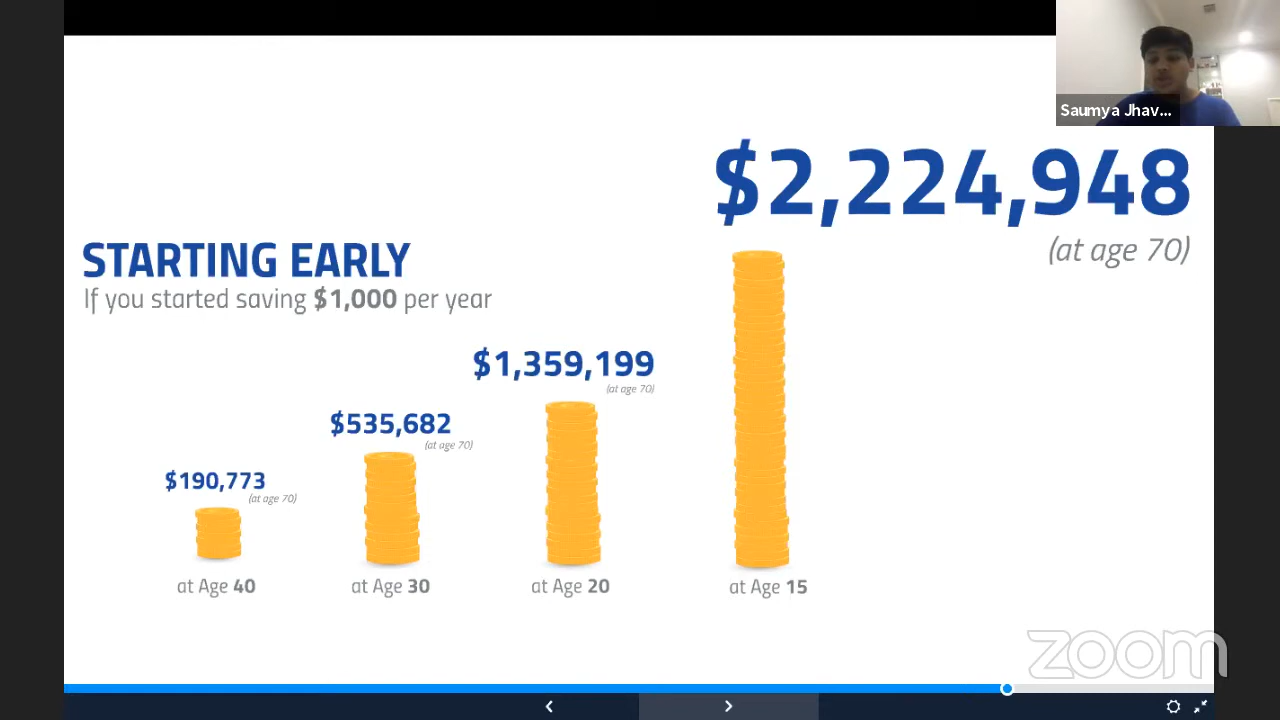 Saumya Jhav...
$2,224,948
(at age 70)
STARTING EARLY
If you started saving $1,000 per year
$1,359,199
(at age 70)
$535,682
(at age 70)
$190,773
(at age 70)
at Age 40
at Age 30
at Age 20
at Age 15
zoom